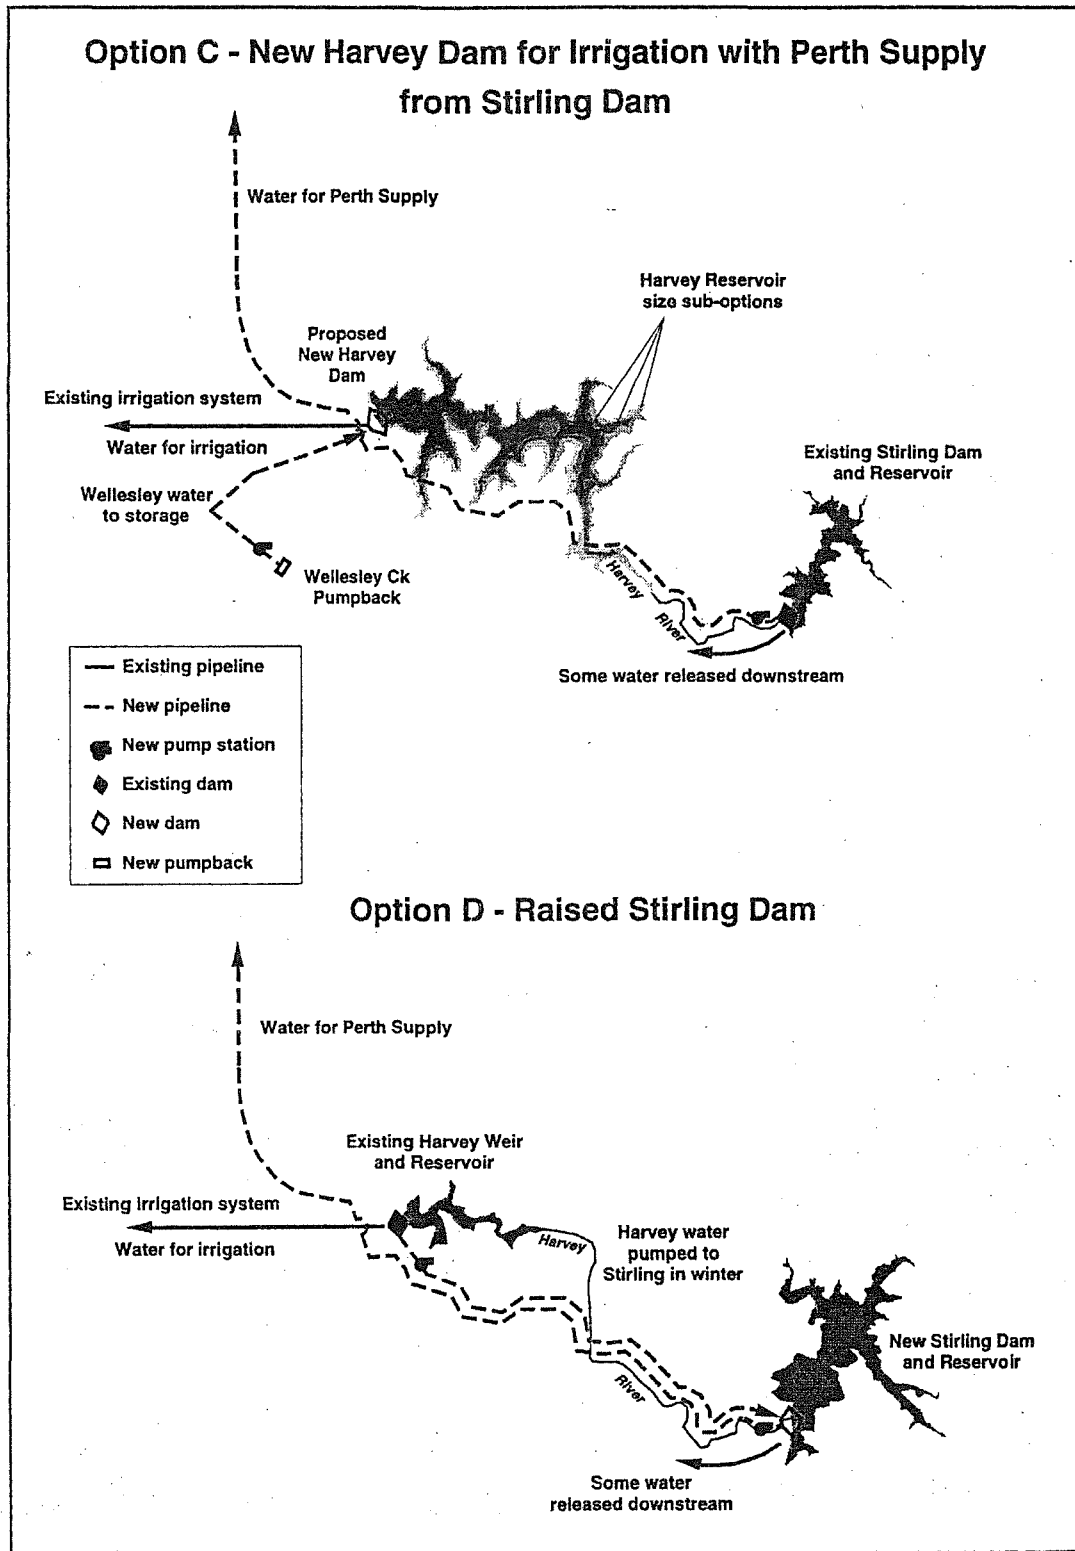 Option C - New Harvey Dam for Irrigation with Perth Supply
from Stirling Dam
Water for Perth Supply
Harvey Reservoir
size sub-options
Proposed
New Harvey
Dam
Existing irrigation system
Water for irrigation
Existing Stirling Dam
and Reservoir
Wellesley water
to storage
Wellesley Ck
Pumpback
Harvey
River
Some water released downstream
Existing pipeline
New pipeline
New pump station
Existing dam
New dam
New pumpback
Option D - Raised Stirling Dam
Water for Perth Supply
Existing Harvey Weir
and Reservoir
Existing irrigation system
Water for irrigation
Harvey
Harvey water
pumped to
Stirling in winter
New Stirling Dam
and Reservoir
River
Some water
released downstream